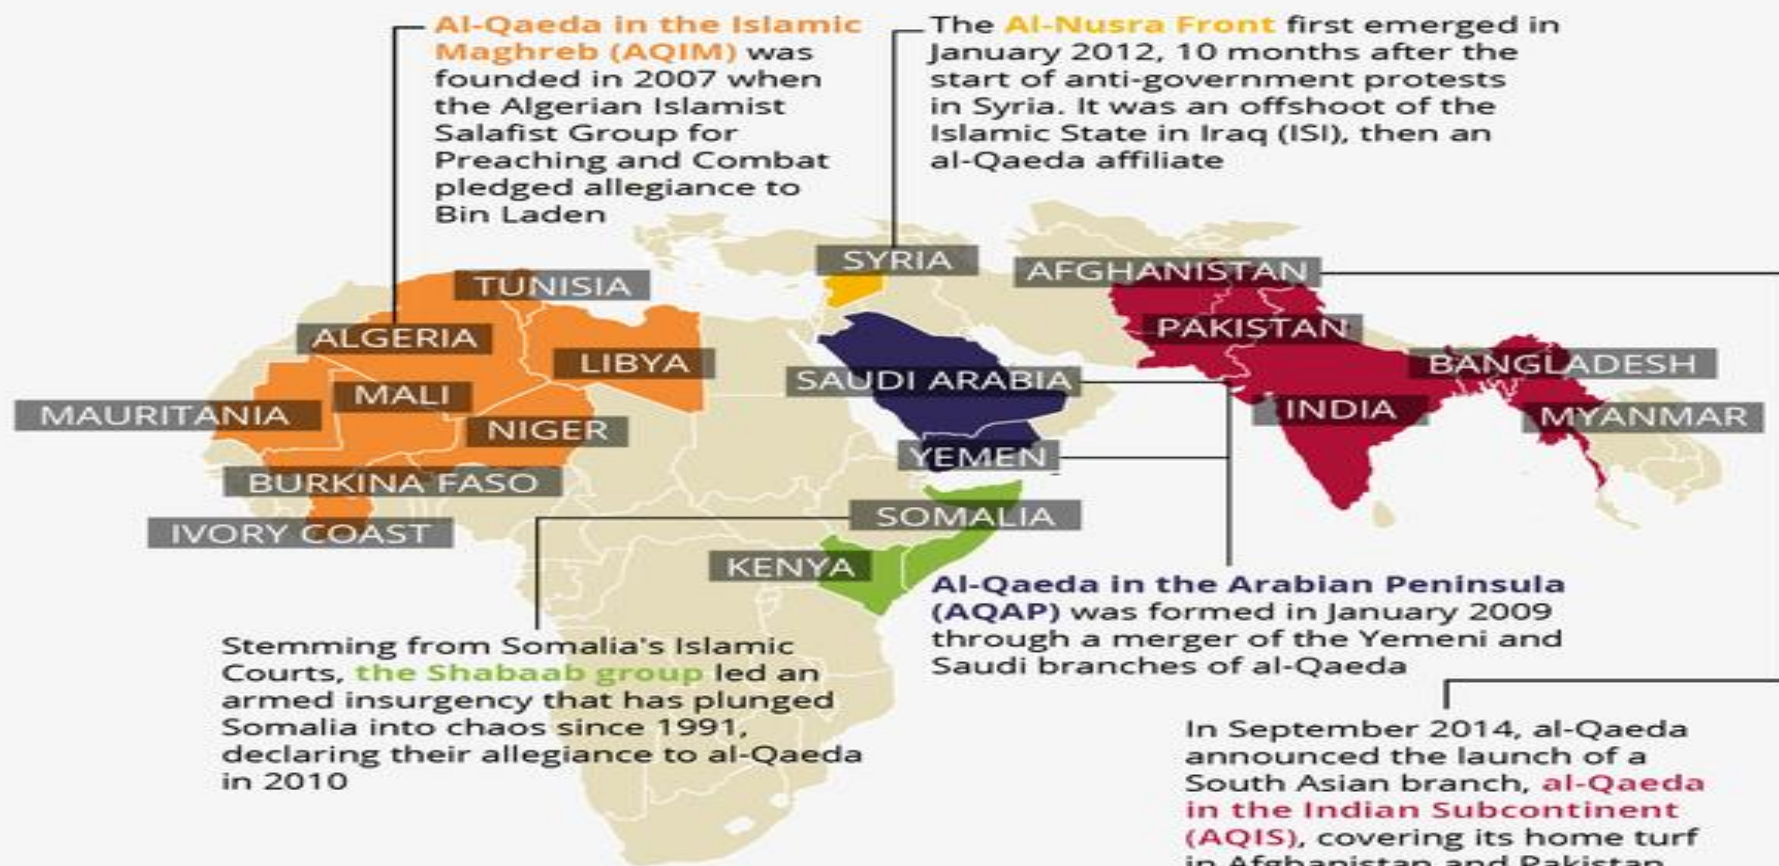 Al-Qaeda in the Islamic
Maghreb (AQIM) was
founded in 2007 when
the Algerian Islamist
Salafist Group for
Preaching and Combat
pledged allegiance to
Bin Laden
The Al-Nusra Front first emerged in
January 2012, 10 months after the
start of anti-government protests
in Syria. It was an offshoot of the
Islamic State in Iraq (ISI), then an
al-Qaeda affiliate
SYRIA
AFGHANISTAN
TUNISIA
ALGERIA
PAKISTAN
LIBYA
BANGLADESH
SAUDI ARABIA
MALI
INDIA
MAURITANIA
MYANMAR
NIGER
YEMEN
BURKINA FASO
SOMALIA
IVORY COAST
KENYA
Al-Qaeda in the Arabian Peninsula
(AQAP) was formed in January 2009
through a merger of the Yemeni and
Saudi branches of al-Qaeda
Stemming from Somalia's Islamic
Courts, the Shabaab group led an
armed insurgency that has plunged
Somalia into chaos since 1991,
declaring their allegiance to al-Qaeda
in 2010
In September 2014, al-Qaeda
announced the launch of a
South Asian branch, al-Qaeda
in the Indian Subcontinent
(AQIS), covering its home turf
in Afghanistan and Pakistan